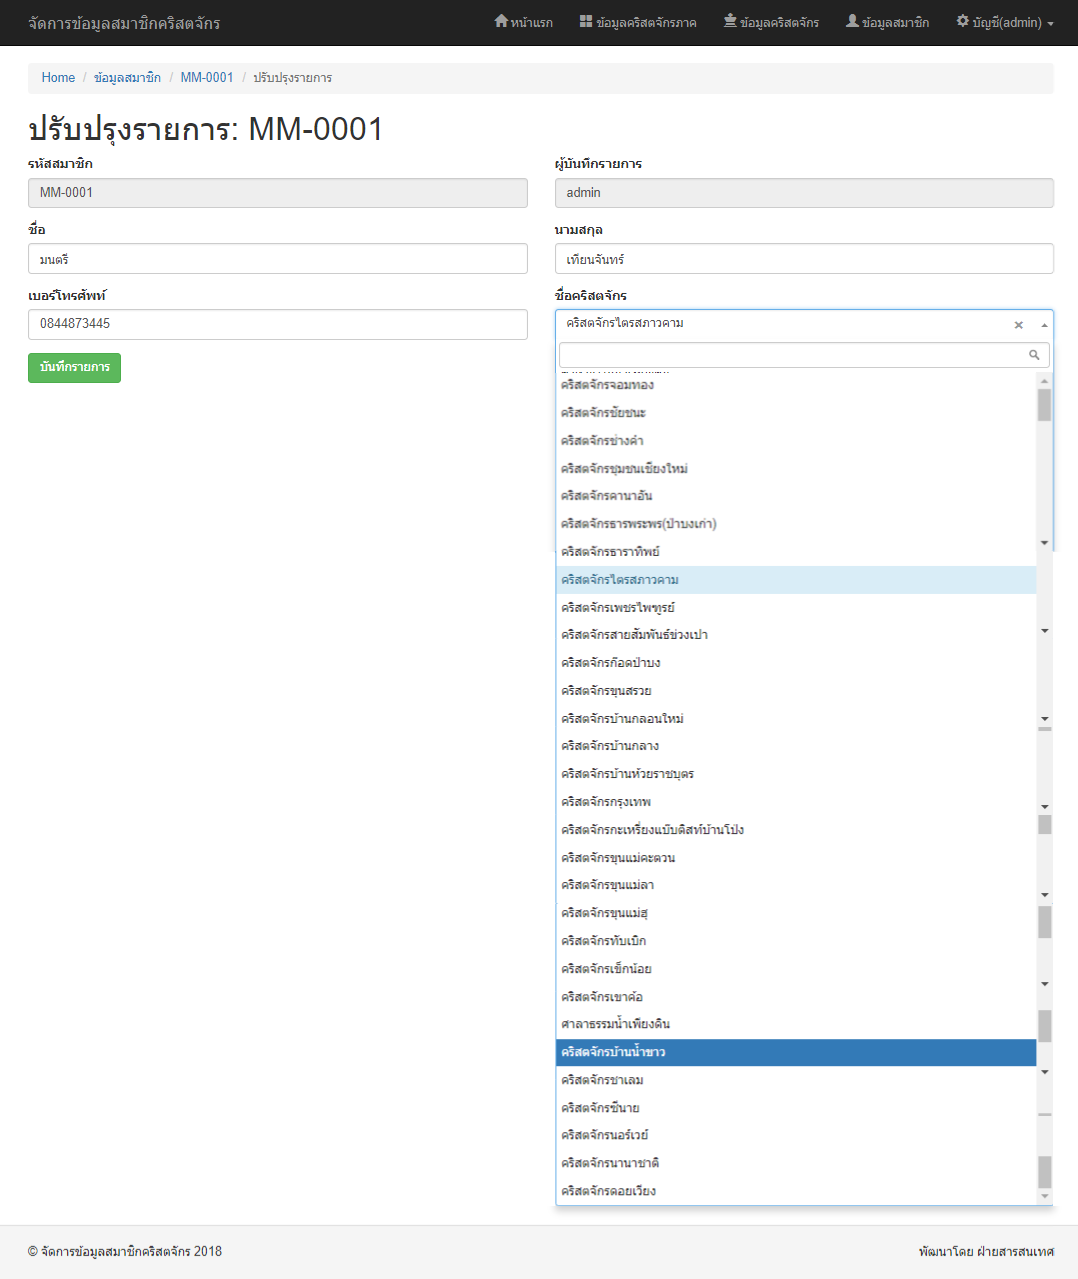 จัดการข้อมูลสมาชิกคริสตจักร
หน้าแรก ข้อมูลคริสตจักรภาค ข้อมูลคริสตจักร ข้อมูลสมาชิก บัญชี(admin)
Home / ข้อมูลสมาชิก / MM-0001 / ปรับปรุงรายการ
ปรับปรุงรายการ: MM-0001
รหัสสมาชิก
MM-0001
ผู้บันทึกรายการ
admin
ชื่อ
มนตรี
นามสกุล
เทียนจันทร์
เบอร์โทรศัพท์
0844873445
ชื่อคริสตจักร
คริสตจักรไตรสภาวคาม
บันทึกรายการ
คริสตจักรจอมทอง
คริสตจักรชัยชนะ
คริสตจักรช่างคำ
คริสตจักรชุมชนเชียงใหม่
คริสตจักรคานาอัน
คริสตจักรธารพระพร(ป่าบงเก่า)
คริสตจักรธาราทิพย์
คริสตจักรไตรสภาวคาม
คริสตจักรเพชรไพฑูรย์
คริสตจักรสายสัมพันธ์ช่วงเปา
คริสตจักรก๊อดป่าบง
คริสตจักรขุนสรวย
คริสตจักรบ้านกลอนใหม่
คริสตจักรบ้านกลาง
คริสตจักรบ้านห้วยราชบุตร
คริสตจักรกรุงเทพ
คริสตจักรกะเหรี่ยงแบ๊บติสท์บ้านโป่ง
คริสตจักรขุนแม่คะตวน
คริสตจักรขุนแม่ลา
คริสตจักรขุนแม่ฮุ
คริสตจักรทับเบิก
คริสตจักรเข็กน้อย
คริสตจักรเขาค้อ
ศาลาธรรมน้ำเพียงดิน
คริสตจักรบ้านน้ำขาว
คริสตจักรชาเลม
คริสตจักรซีนาย
คริสตจักรนอร์เวย์
คริสตจักรนานาชาติ
คริสตจักรดอยเวียง
© จัดการข้อมูลสมาชิกคริสตจักร 2018
พัฒนาโดย ฝ่ายสารสนเทศ